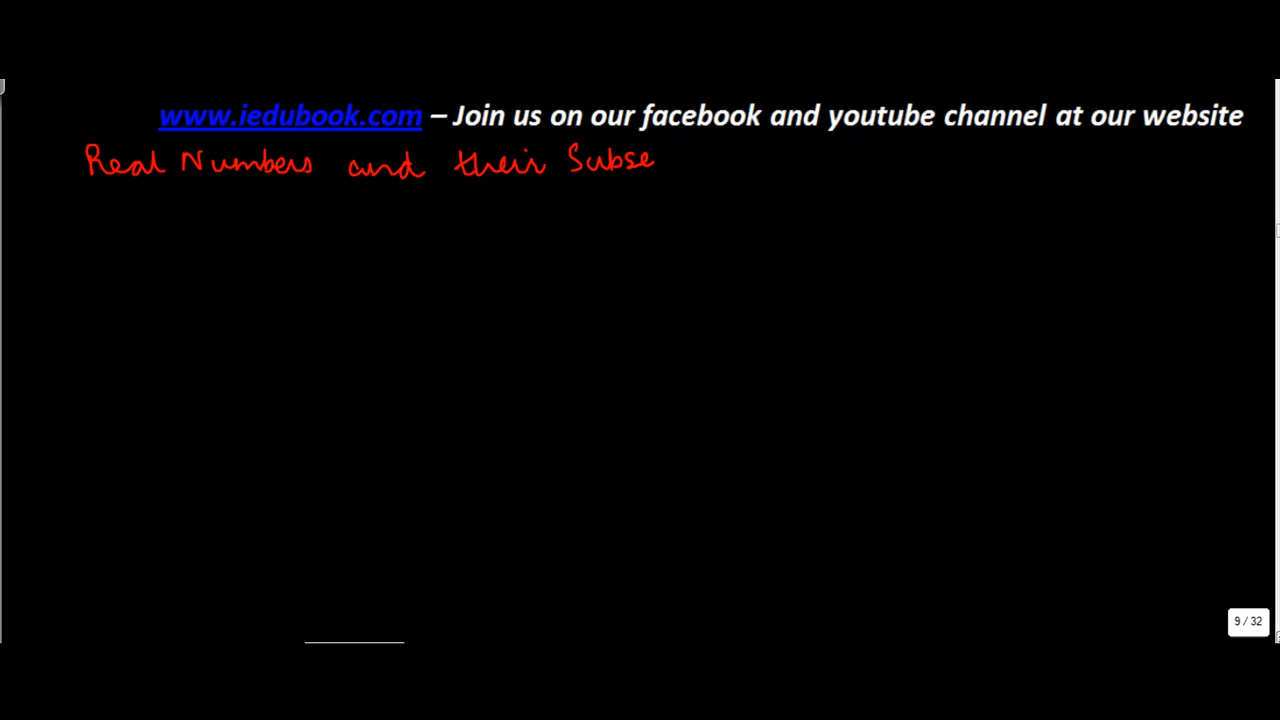 www.iedubook.com – Join us on our facebook and youtube channel at our website
Real Numbers and their Subse
9 / 32